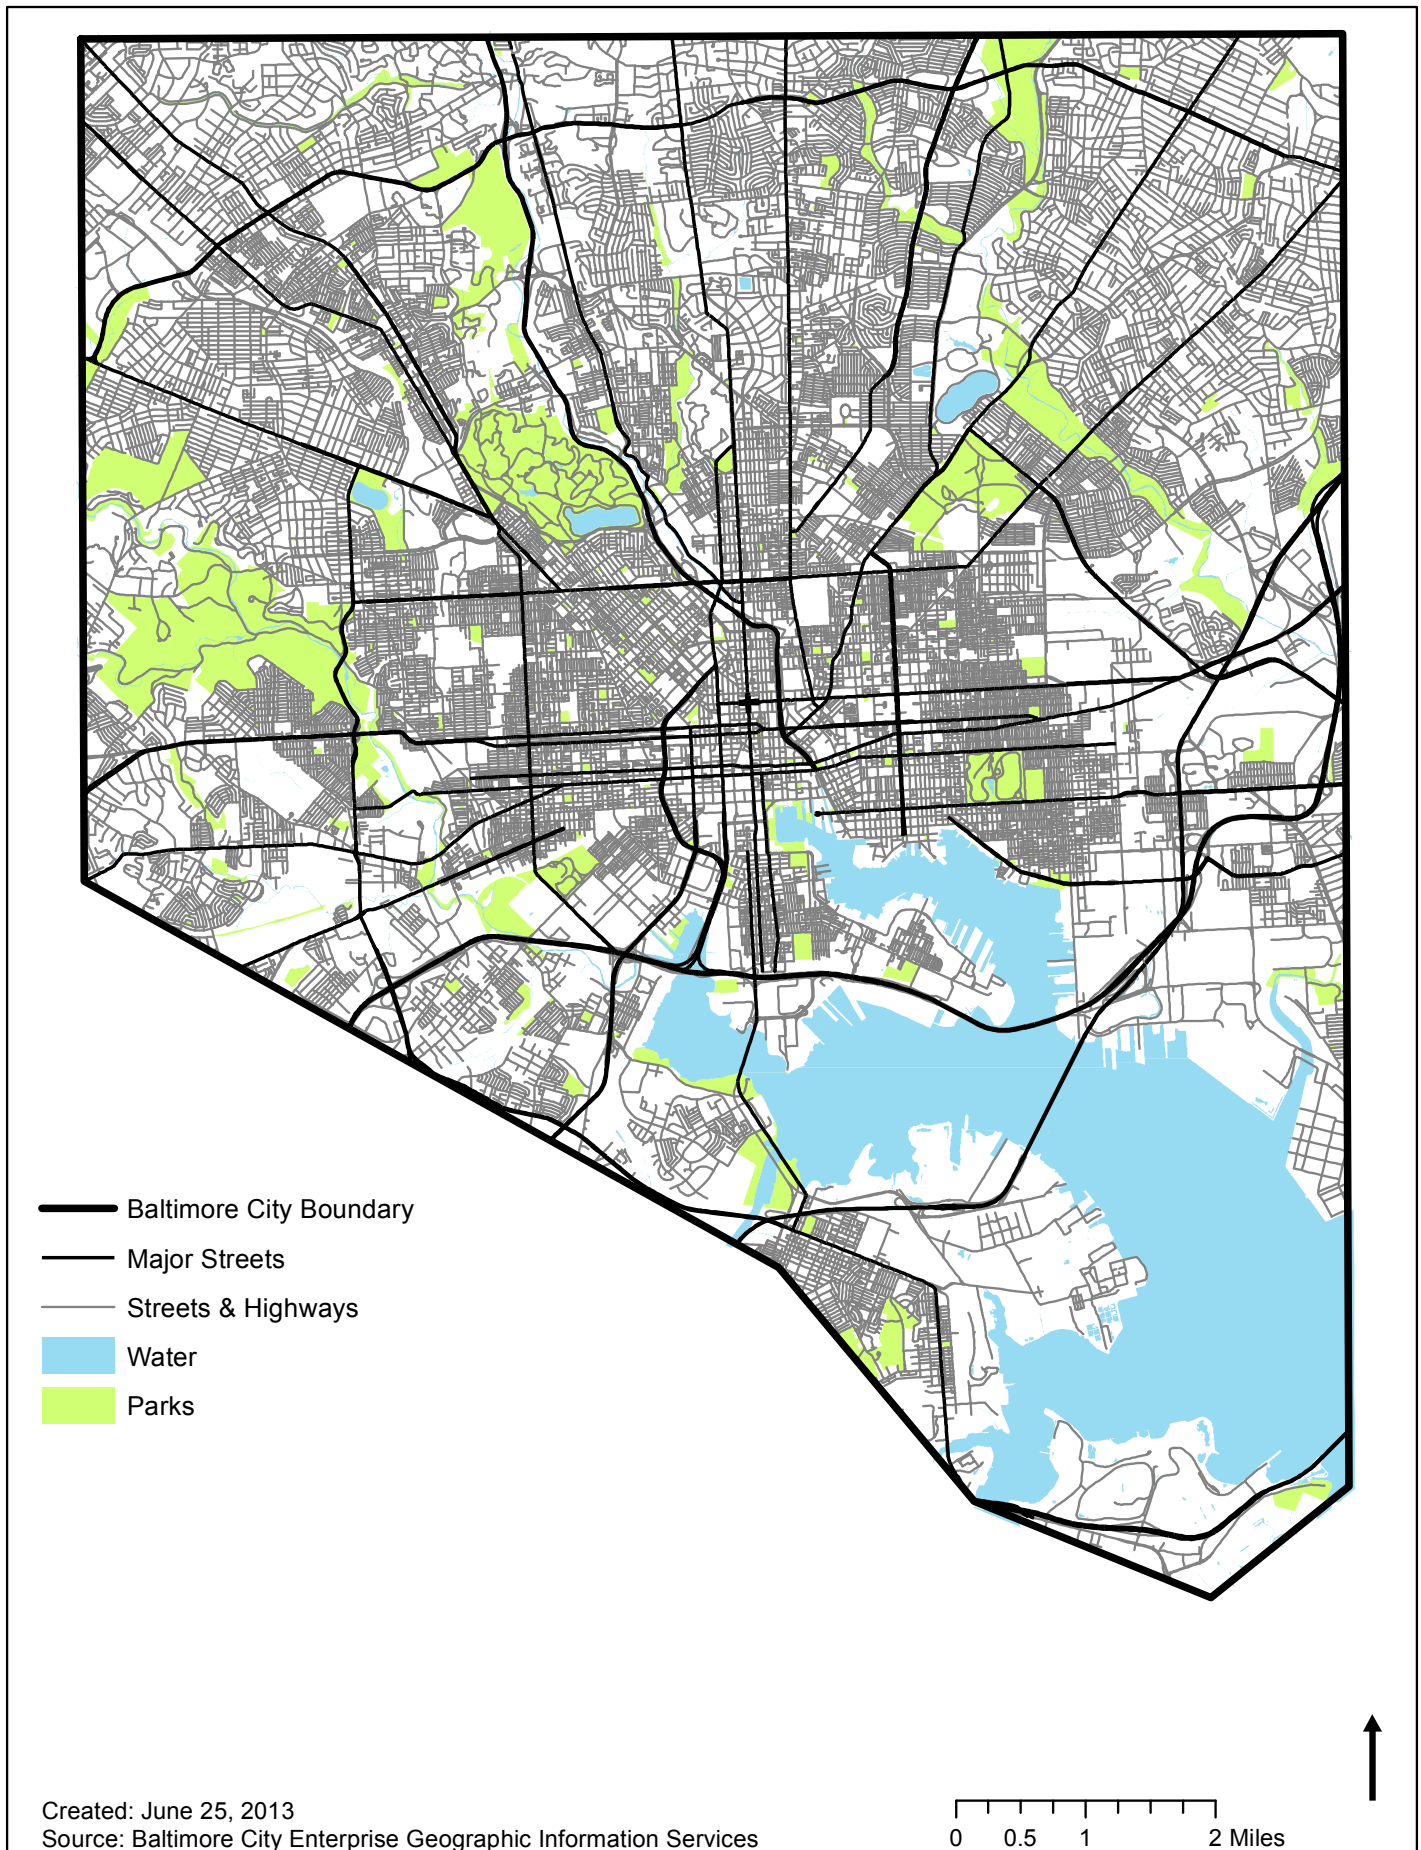 Baltimore City Boundary
Major Streets
Streets & Highways
Water
Parks
Created: June 25, 2013
Source: Baltimore City Enterprise Geographic Information Services
0 0.5 1 2 Miles